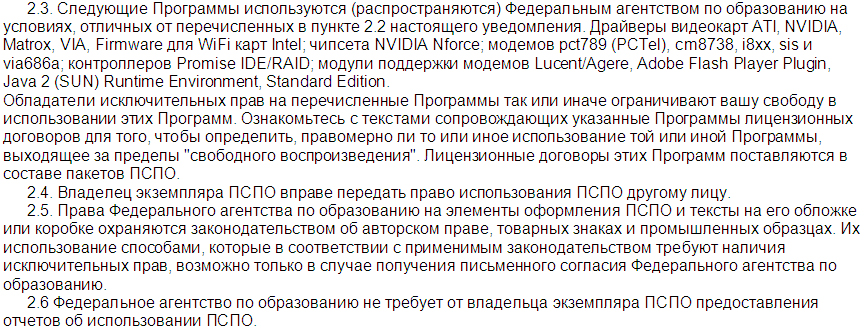 2.3. Следующие Программы используются (распространяются) Федеральным агентством по образованию на
условиях, отличных от перечисленных в пункте 2.2 настоящего уведомления. Драйверы видеокарт ATI, NVIDIA,
Matrox, VIA, Firmware для WiFi карт Intel; чипсета NVIDIA Nforce; модемов pct789 (PCTel), cm8738, i8xx, sis и
via686a; контроллеров Promise IDE/RAID; модули поддержки модемов Lucent/Agere, Adobe Flash Player Plugin,
Java 2 (SUN) Runtime Environment, Standard Edition.
Обладатели исключительных прав на перечисленные Программы так или иначе ограничивают вашу свободу в
использовании этих Программ. Ознакомьтесь с текстами сопровождающих указанные Программы лицензионных
договоров для того, чтобы определить, правомерно ли то или иное использование той или иной Программы,
выходящее за пределы "свободного воспроизведения". Лицензионные договоры этих Программ поставляются в
составе пакетов ПСПО.
2.4. Владелец экземпляра ПСПО вправе передать право использования ПСПО другому лицу.
2.5. Права Федерального агентства по образованию на элементы оформления ПСПО и тексты на его обложке
или коробке охраняются законодательством об авторском праве, товарных знаках и промышленных образцах. Их
использование способами, которые в соответствии с применимым законодательством требуют наличия
исключительных прав, возможно только в случае получения письменного согласия Федерального агентства по
образованию.
2.6 Федеральное агентство по образованию не требует от владельца экземпляра ПСПО предоставления
отчетов об использовании ПСПО.